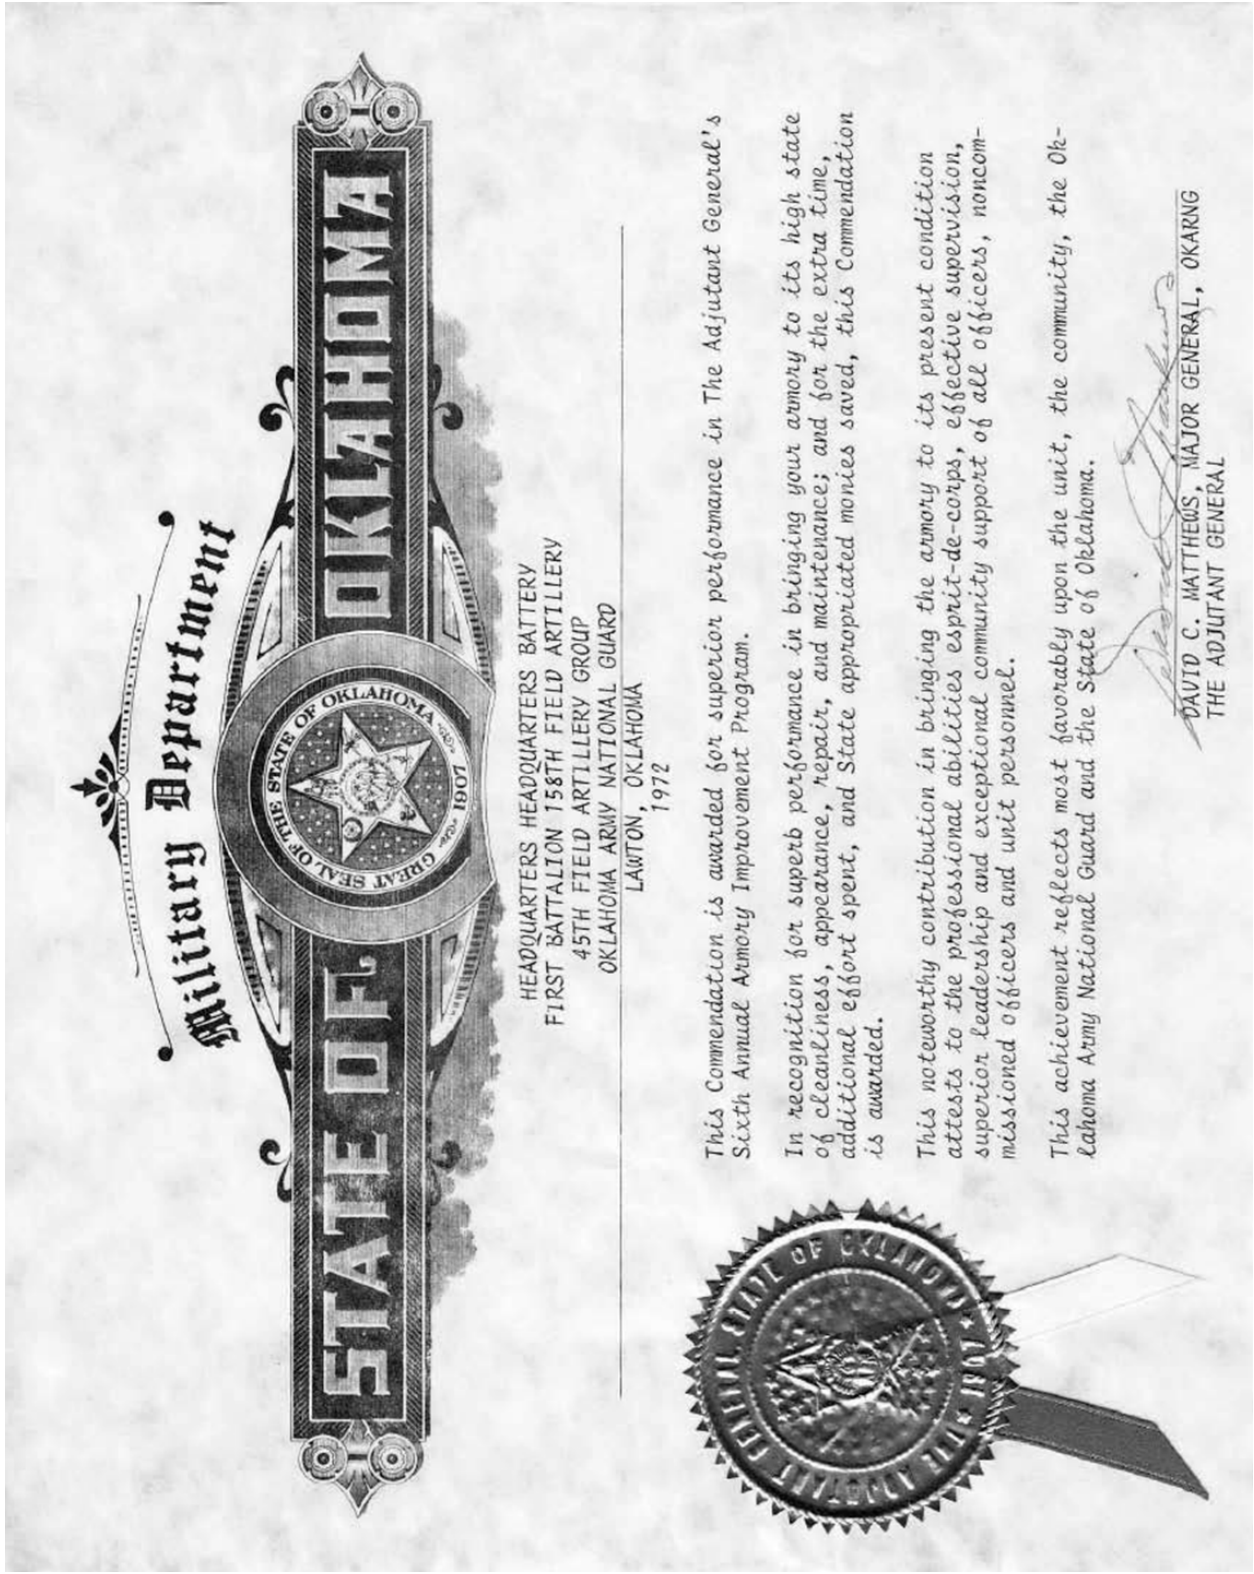 Military Department
STATE OF OKLAHOMA
GREAT SEAL OF THE STATE OF OKLAHOMA 1907
HEADQUARTERS HEADQUARTERS BATTERY
FIRST BATTALION 158TH FIELD ARTILLERY
45TH FIELD ARTILLERY GROUP
OKLAHOMA ARMY NATIONAL GUARD
LAWTON, OKLAHOMA
1972
This Commendation is awarded for superior performance in The Adjutant General's
Sixth Annual Armory Improvement Program.
In recognition for superb performance in bringing your armory to its high state
of cleanliness, appearance, repair, and maintenance; and for the extra time,
additional effort spent, and State appropriated monies saved, this Commendation
is awarded.
This noteworthy contribution in bringing the armory to its present condition
attests to the professional abilities esprit-de-corps, effective supervision,
superior leadership and exceptional community support of all officers, noncom-
missioned officers and unit personnel.
This achievement reflects most favorably upon the unit, the community, the Ok-
lahoma Army National Guard and the State of Oklahoma.
THE ADJUTANT GENERAL STATE OF OKLAHOMA 1907
David C. Matthews
DAVID C. MATTHEWS, MAJOR GENERAL, OKARNG
THE ADJUTANT GENERAL